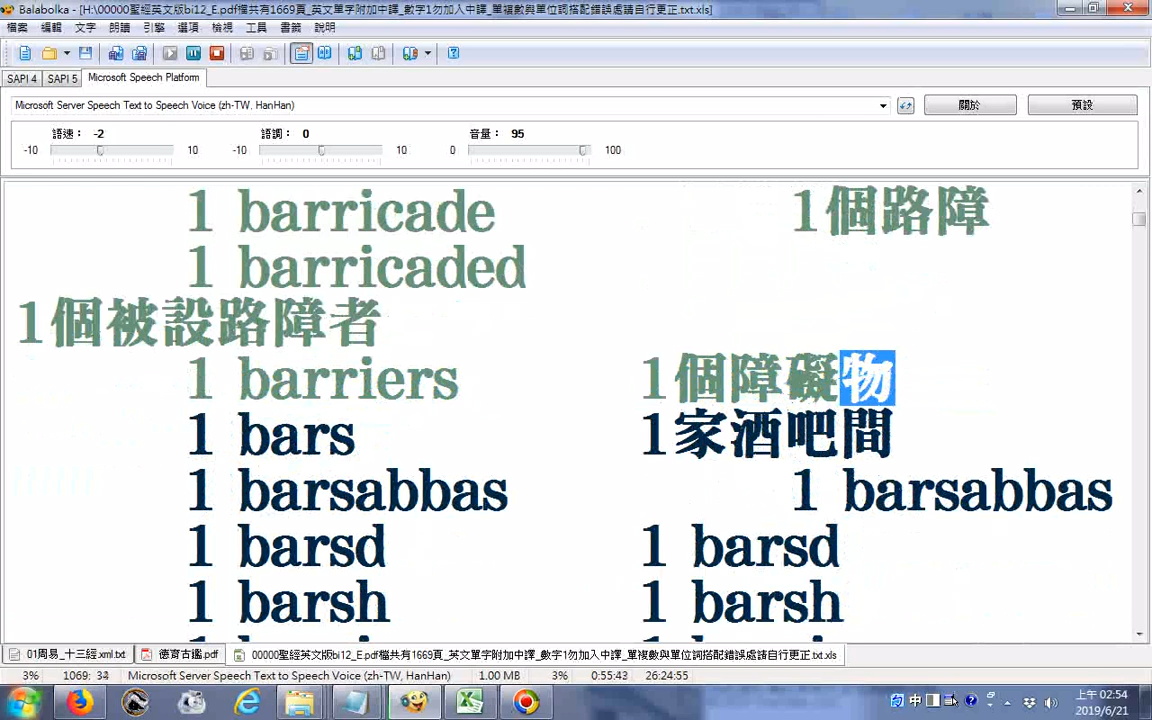 Balabolka - [H:\00000聖經英文版bi12_E.pdf檔共有1669頁_英文單字附加中譯_數字1勿加入中譯_單複數與單位詞搭配錯誤處請自行更正.txt.xls]
檔案 編輯 文字 朗讀 引擎 選項 檢視 工具 書籤 說明
SAPI 4 SAPI 5 Microsoft Speech Platform
Microsoft Server Speech Text to Speech Voice (zh-TW, HanHan) 關於 預設
語速： -2 語調： 0 音量： 95
-10 10 -10 10 0 100
1 barricade 1個路障
1 barricaded
1個被設路障者
1 barriers 1個障礙物
1 bars 1家酒吧間
1 barsabbas 1 barsabbas
1 barsd 1 barsd
1 barsh 1 barsh
01周易_十三經.xml.txt 德育古鑑.pdf 00000聖經英文版bi12_E.pdf檔共有1669頁_英文單字附加中譯_數字1勿加入中譯_單複數與單位詞搭配錯誤處請自行更正.txt.xls
3% 1069: 34 Microsoft Server Speech Text to Speech Voice (zh-TW, HanHan) 1.00 MB 3% 0:55:43 26:24:55
中 上午 02:54
2019/6/21